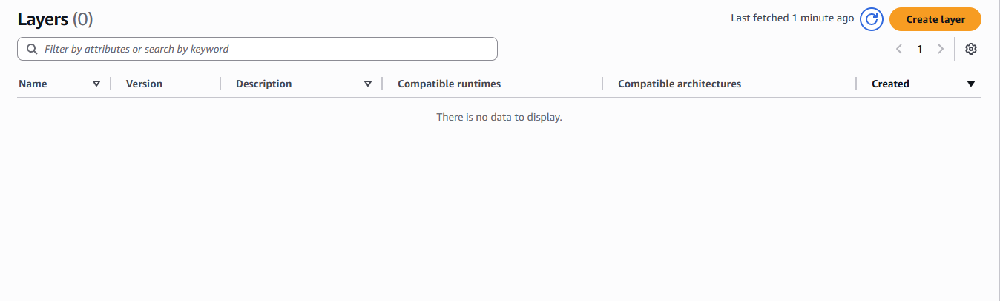 Layers (0)
Last fetched 1 minute ago
Create layer
Filter by attributes or search by keyword
1
Name Version Description Compatible runtimes Compatible architectures Created
There is no data to display.